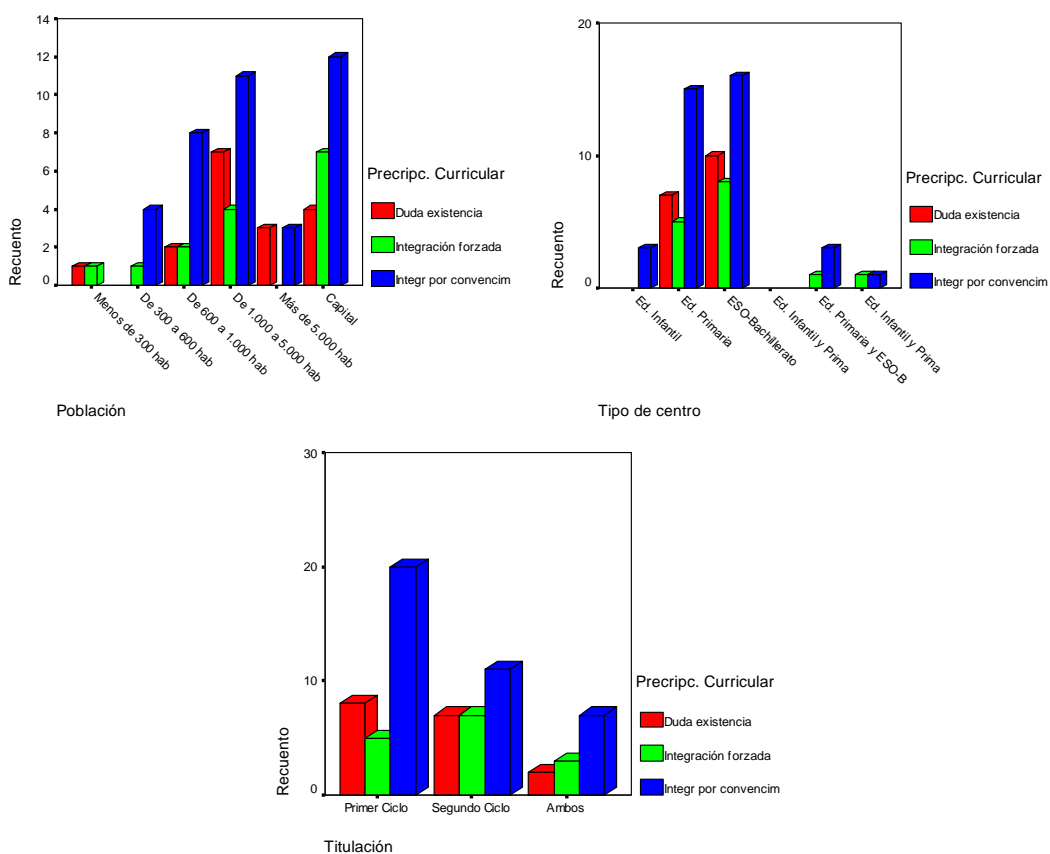 14
12
10
8
6
4
2
0
Recuento
Menos de 300 hab
De 300 a 600 hab
De 600 a 1.000 hab
De 1.000 a 5.000 hab
Más de 5.000 hab
Capital
Población
Precripc. Curricular
Duda existencia
Integración forzada
Integr por convencim
20
10
0
Recuento
Ed. Infantil
Ed. Primaria
ESO-Bachillerato
Ed. Infantil y Prima
Ed. Primaria y ESO-B
Ed. Infantil y Prima
Tipo de centro
Precripc. Curricular
Duda existencia
Integración forzada
Integr por convencim
30
20
10
0
Recuento
Primer Ciclo
Segundo Ciclo
Ambos
Titulación
Precripc. Curricular
Duda existencia
Integración forzada
Integr por convencim